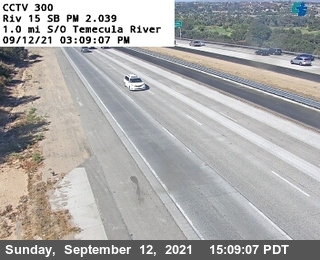 CCTV 300
Riv 15 SB PM 2.039
1.0 mi S/O Temecula River
09/12/21 03:09:07 PM
Sunday, September 12, 2021 15:09:07 PDT